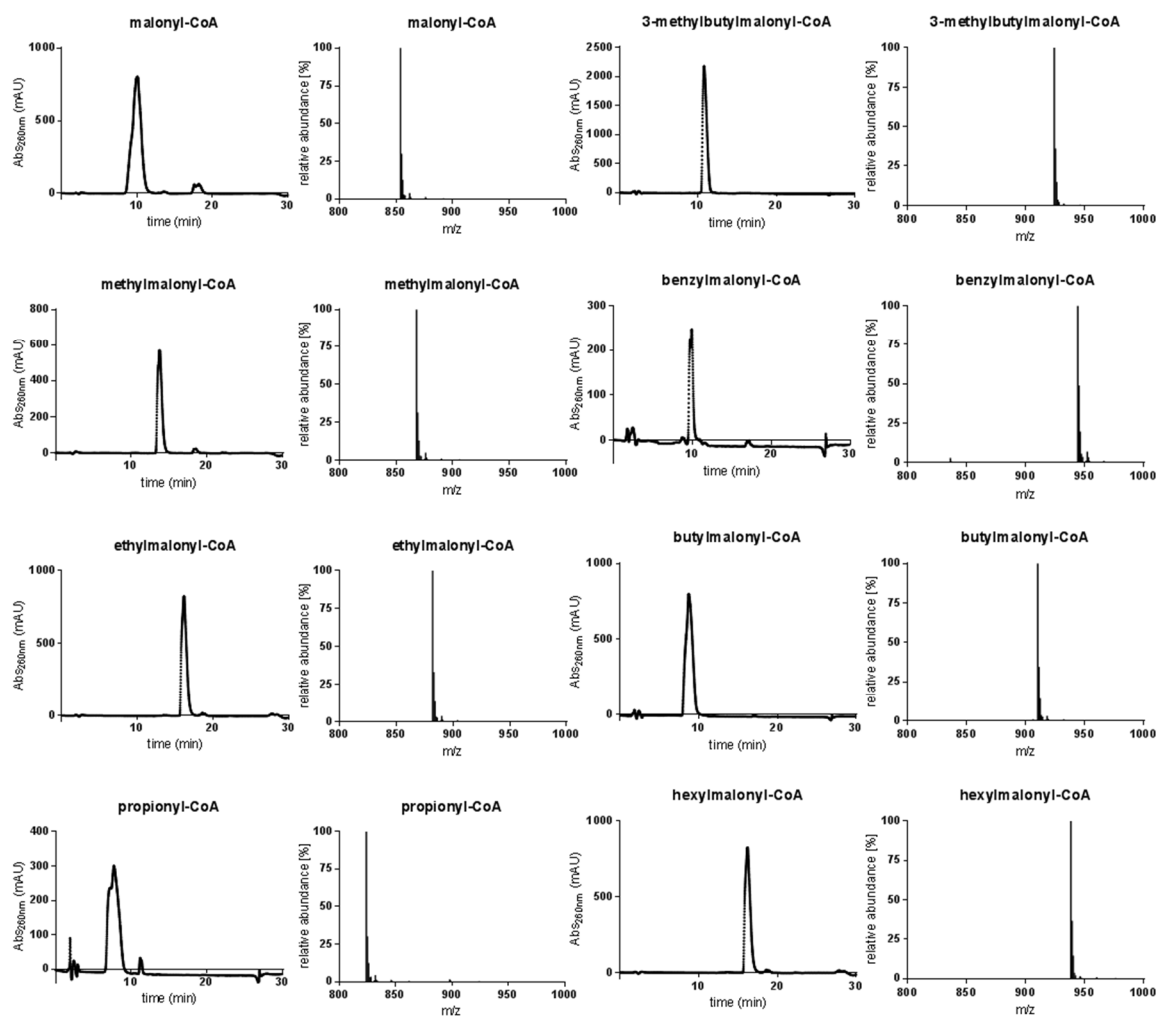 malonyl-CoA
1000
500
0
10
20
30
Abs260nm (mAU)
time (min)
malonyl-CoA
100
75
50
25
0
800
850
900
950
1000
relative abundance [%]
m/z
3-methylbutylmalonyl-CoA
2500
2000
1500
1000
500
0
10
20
30
Abs260nm (mAU)
time (min)
3-methylbutylmalonyl-CoA
100
75
50
25
0
800
850
900
950
1000
relative abundance [%]
m/z
methylmalonyl-CoA
800
600
400
200
0
10
20
30
Abs260nm (mAU)
time (min)
methylmalonyl-CoA
100
75
50
25
0
800
850
900
950
1000
relative abundance [%]
m/z
benzylmalonyl-CoA
300
200
100
0
10
20
30
Abs260nm (mAU)
time (min)
benzylmalonyl-CoA
100
75
50
25
0
800
850
900
950
1000
relative abundance [%]
m/z
ethylmalonyl-CoA
1000
500
0
10
20
30
Abs260nm (mAU)
time (min)
ethylmalonyl-CoA
100
75
50
25
0
800
850
900
950
1000
relative abundance [%]
m/z
butylmalonyl-CoA
1000
500
0
10
20
30
Abs260nm (mAU)
time (min)
butylmalonyl-CoA
100
75
50
25
0
800
850
900
950
1000
relative abundance [%]
m/z
propionyl-CoA
400
300
200
100
0
10
20
30
Abs260nm (mAU)
time (min)
propionyl-CoA
100
75
50
25
0
800
850
900
950
1000
relative abundance [%]
m/z
hexylmalonyl-CoA
1000
500
0
10
20
30
Abs260nm (mAU)
time (min)
hexylmalonyl-CoA
100
75
50
25
0
800
850
900
950
1000
relative abundance [%]
m/z